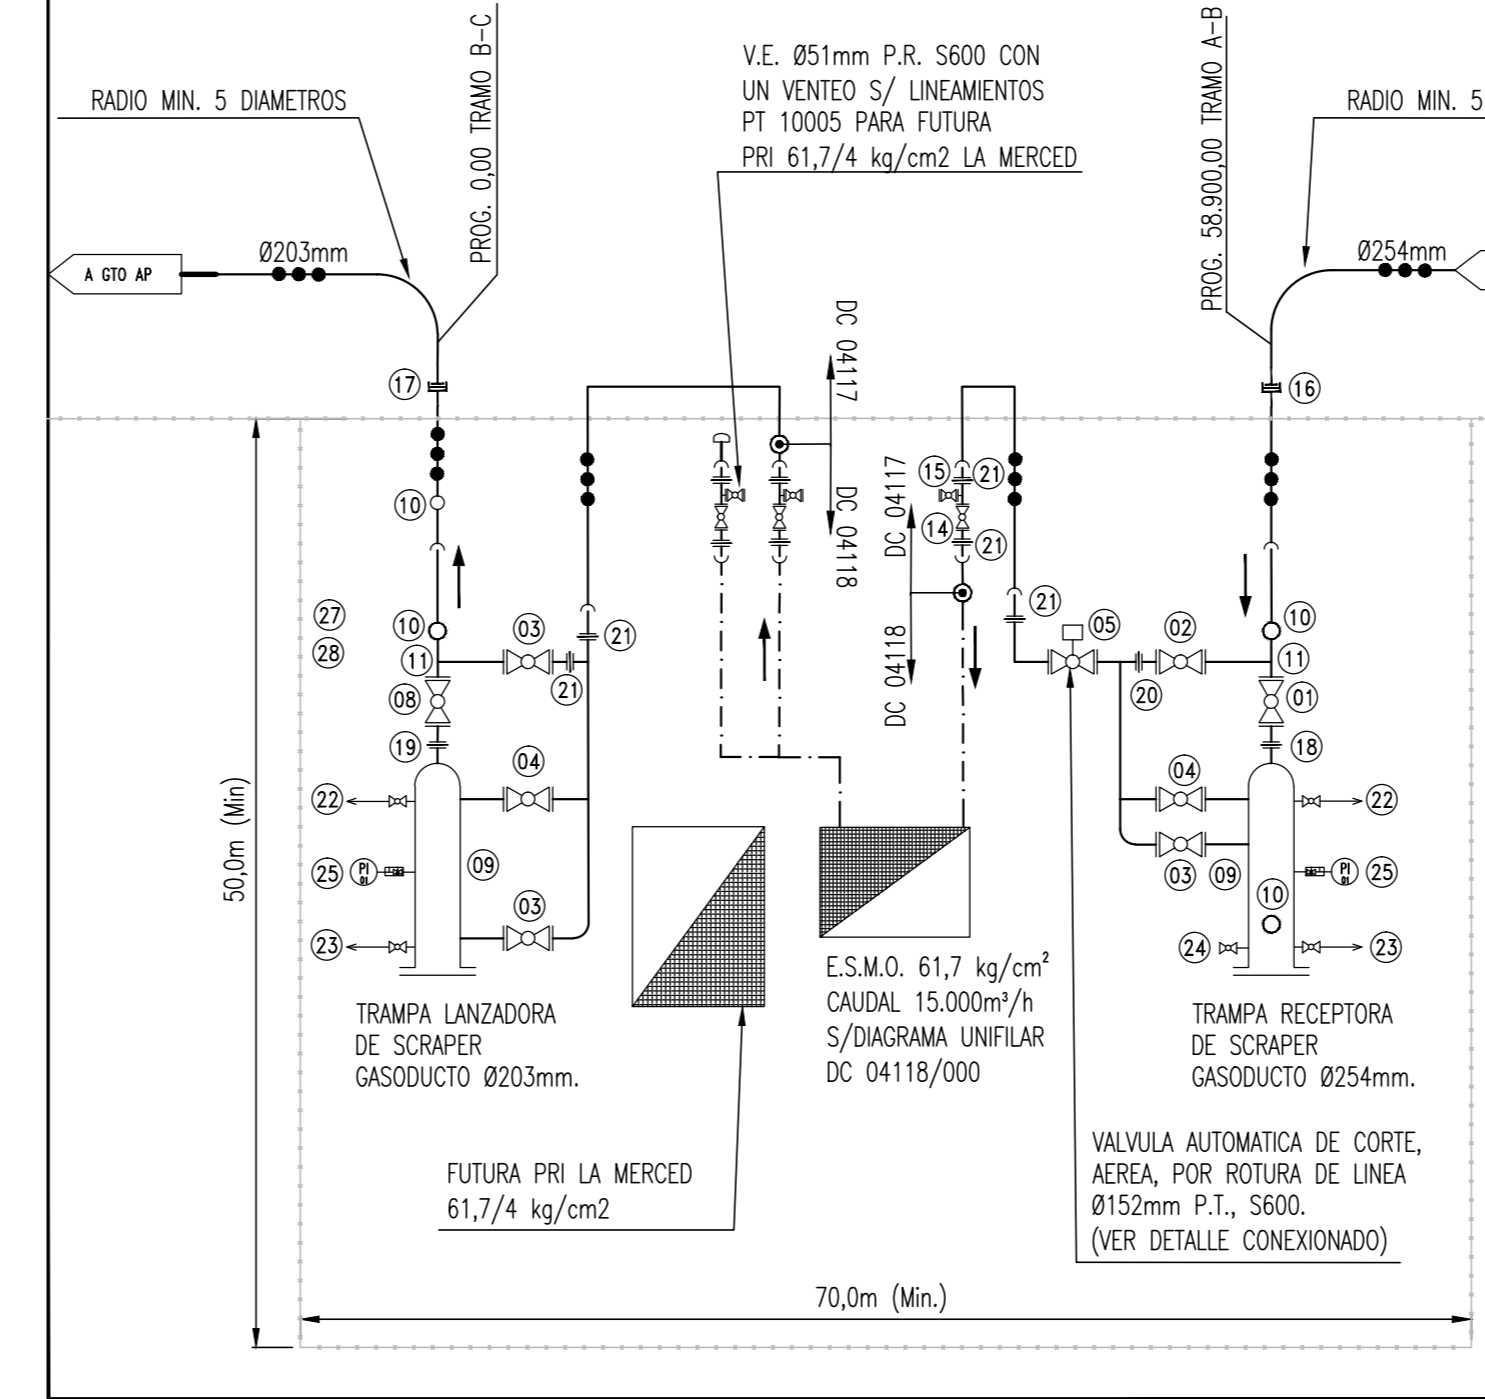 V.E. Ø51mm P.R. S600 CON
UN VENTEO S/ LINEAMIENTOS
PT 10005 PARA FUTURA
PRI 61,7/4 kg/cm2 LA MERCED
RADIO MIN. 5 DIAMETROS
PROG. 0,00 TRAMO B-C
PROG. 58.900,00 TRAMO A-B
RADIO MIN. 5
A GTO AP
Ø203mm
Ø254mm
17
16
DC 04117
DC 04118
DC 04117
DC 04118
10
15
21
14
21
27
28
10
11
03
21
21
21
05
02
20
10
11
08
01
19
18
04
04
22
22
25
PI
01
09
03
09
PI
01
25
10
03
23
24
23
50,0m (Min)
TRAMPA LANZADORA
DE SCRAPER
GASODUCTO Ø203mm.
E.S.M.O. 61,7 kg/cm²
CAUDAL 15.000m³/h
S/DIAGRAMA UNIFILAR
DC 04118/000
TRAMPA RECEPTORA
DE SCRAPER
GASODUCTO Ø254mm.
FUTURA PRI LA MERCED
61,7/4 kg/cm2
VALVULA AUTOMATICA DE CORTE,
AEREA, POR ROTURA DE LINEA
Ø152mm P.T., S600.
(VER DETALLE CONEXIONADO)
70,0m (Min.)